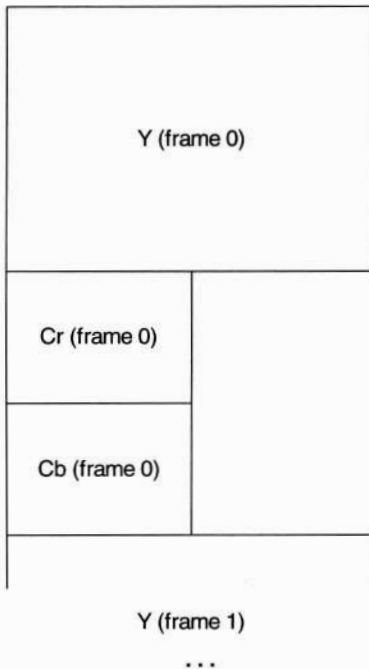 Y (frame 0)
Cr (frame 0)
Cb (frame 0)
Y (frame 1)
...